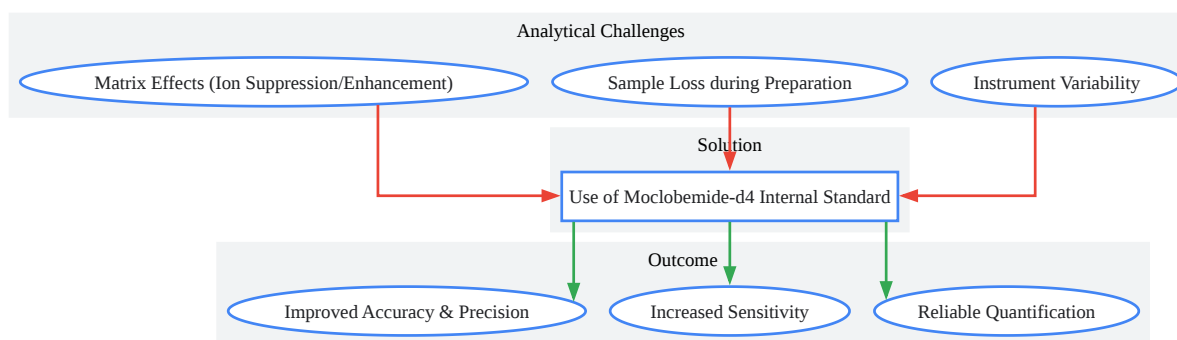 Analytical Challenges
Matrix Effects (Ion Suppression/Enhancement)
Sample Loss during Preparation
Instrument Variability
Solution
Use of Moclobemide-d4 Internal Standard
Outcome
Improved Accuracy & Precision
Increased Sensitivity
Reliable Quantification